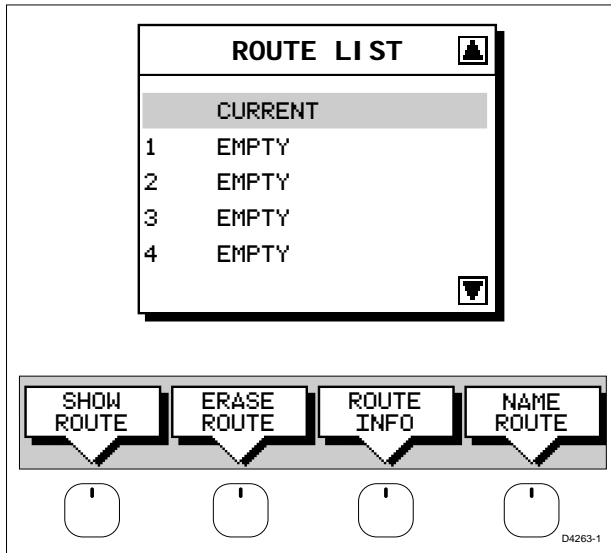 ROUTE LIST
CURRENT
1 EMPTY
2 EMPTY
3 EMPTY
4 EMPTY
SHOW ROUTE
ERASE ROUTE
ROUTE INFO
NAME ROUTE
D4263-1